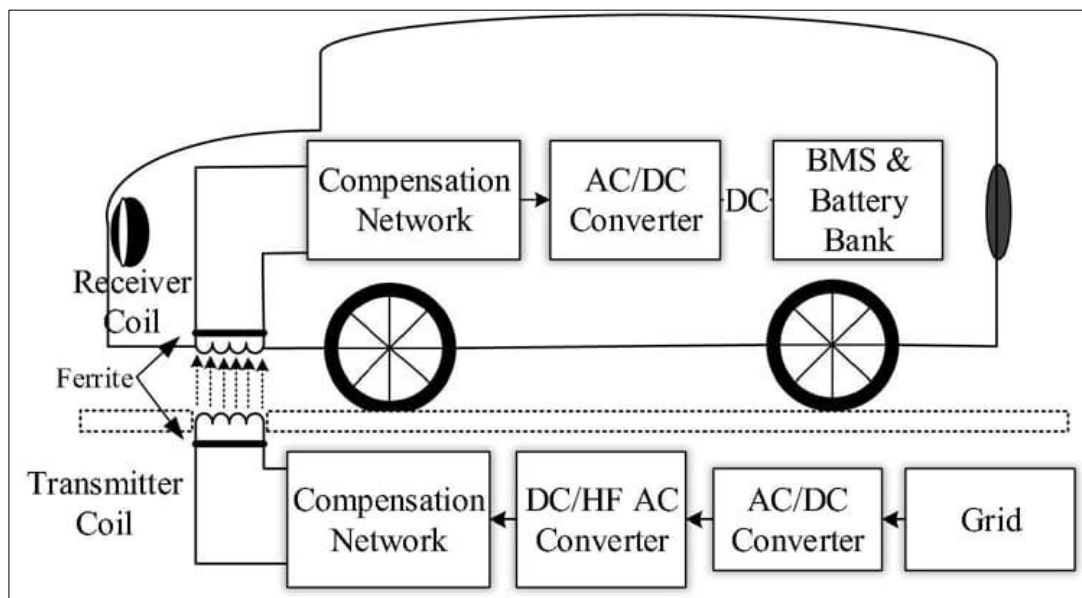 Compensation
Network
AC/DC
Converter
DC
BMS &
Battery
Bank
Receiver
Coil
Ferrite
Transmitter
Coil
Compensation
Network
DC/HF AC
Converter
AC/DC
Converter
Grid